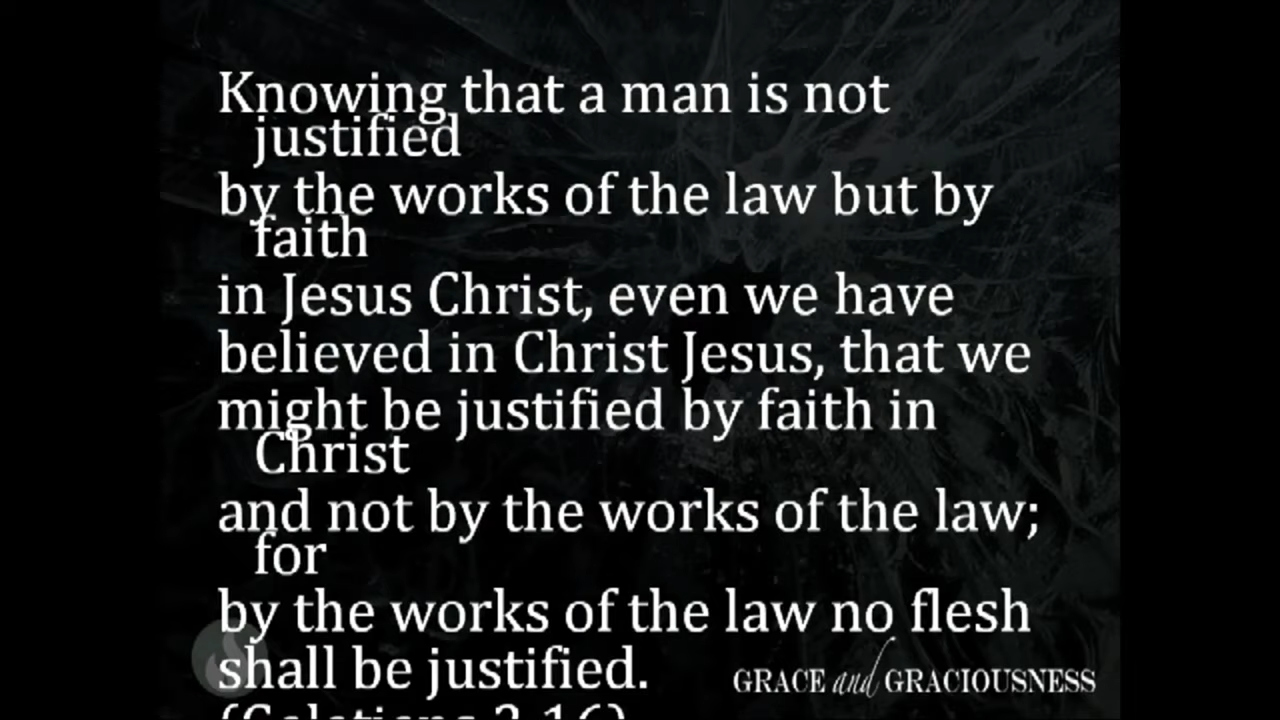 Knowing that a man is not
justified
by the works of the law but by
faith
in Jesus Christ, even we have
believed in Christ Jesus, that we
might be justified by faith in
Christ
and not by the works of the law;
for
by the works of the law no flesh
shall be justified.
(Galatians 2:16)
GRACE and GRACIOUSNESS